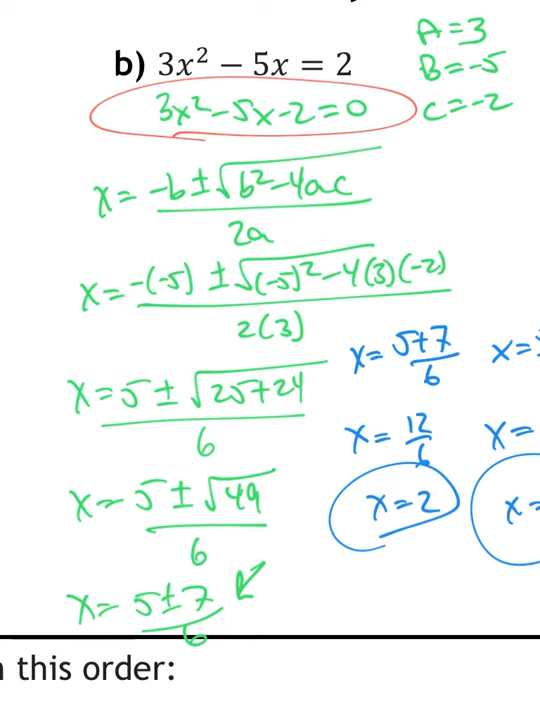 b) 3x² − 5x = 2
A=3
B=-5
C=-2
3x²-5x-2=0
x= -b±√b²-4ac / 2a
x= -(-5) ±√(-5)²-4(3)(-2) / 2(3)
x= 5±√25+24 / 6
x= 5±√49 / 6
x= 5±7 / 6
x= 5+7 / 6
x= 12/6
x=2
x=
x=
x=
n this order: